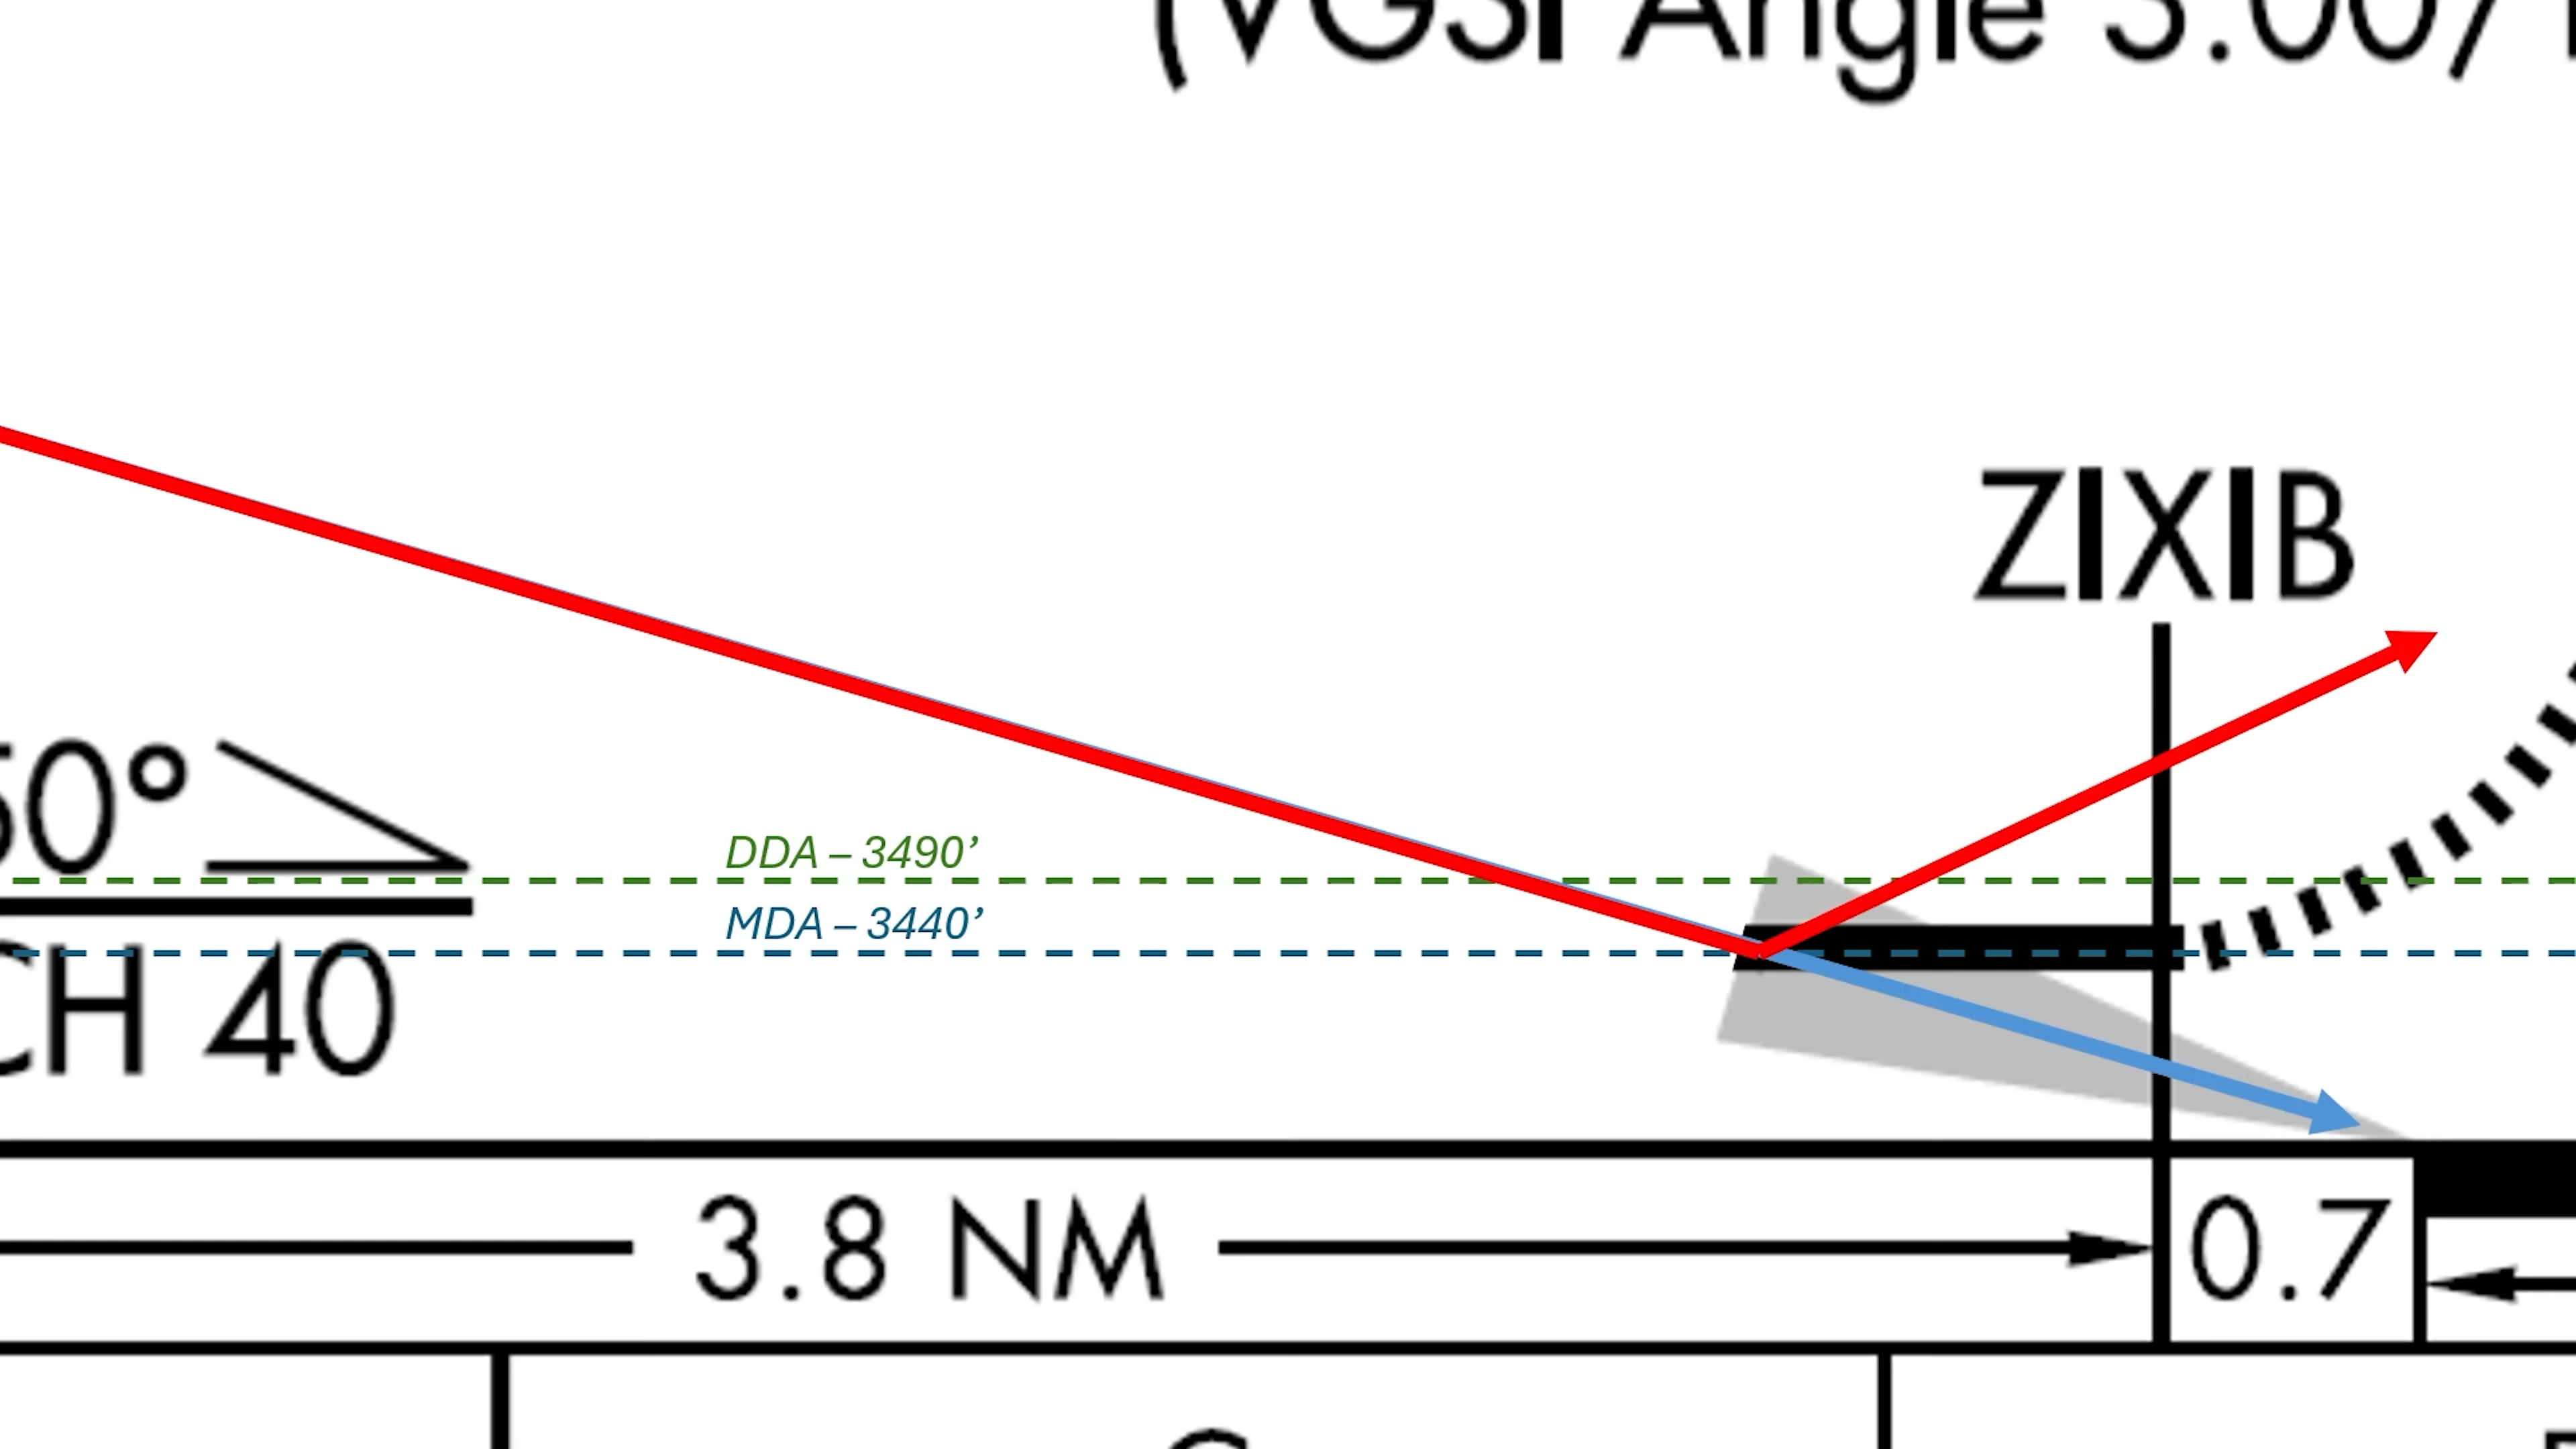 (VGSI Angle 3.00/
ZIXIB
50°
DDA – 3490’
MDA – 3440’
CH 40
3.8 NM
0.7